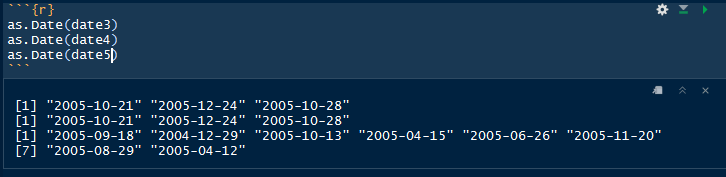 ```{r}
as.Date(date3)
as.Date(date4)
as.Date(date5)
```
[1] "2005-10-21" "2005-12-24" "2005-10-28"
[1] "2005-10-21" "2005-12-24" "2005-10-28"
[1] "2005-09-18" "2004-12-29" "2005-10-13" "2005-04-15" "2005-06-26" "2005-11-20"
[7] "2005-08-29" "2005-04-12"